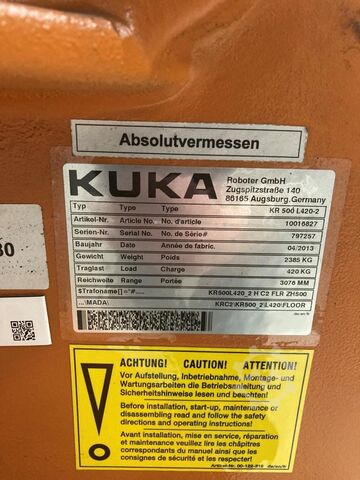 Absolutvermessen
KUKA Roboter GmbH
Zugspitzstraße 140
86165 Augsburg,Germany
Typ Type Type KR 500 L420-2
Artikel-Nr. Article No. No. d'article 10016827
Serien-Nr. Serial No. No. de Série# 797257
Baujahr Date Année de fabric. 04/2013
Gewicht Weight Poids 2385 KG
Traglast Load Charge 420 KG
Reichweite Range Portée 3076 MM
$Trafoname[]="#..... KR500L420_2 H C2 FLR ZH500
...\MADA\ KRC2\KR500_2\L420\FLOOR
30
ACHTUNG! CAUTION! ATTENTION!
Vor Aufstellung, Inbetriebnahme, Montage- und
Wartungsarbeiten die Betriebsanleitung und
Sicherheitshinweise lesen und beachten!
Before installation, start-up, maintenance or
disassembling read and follow the safety
directions and operating instructions!
Avant installation, mise en service, réparation
et maintenance veuillez lire les chapîtres
correspondants du manuel ainsi que les
conseils de sécurité et les respecter!